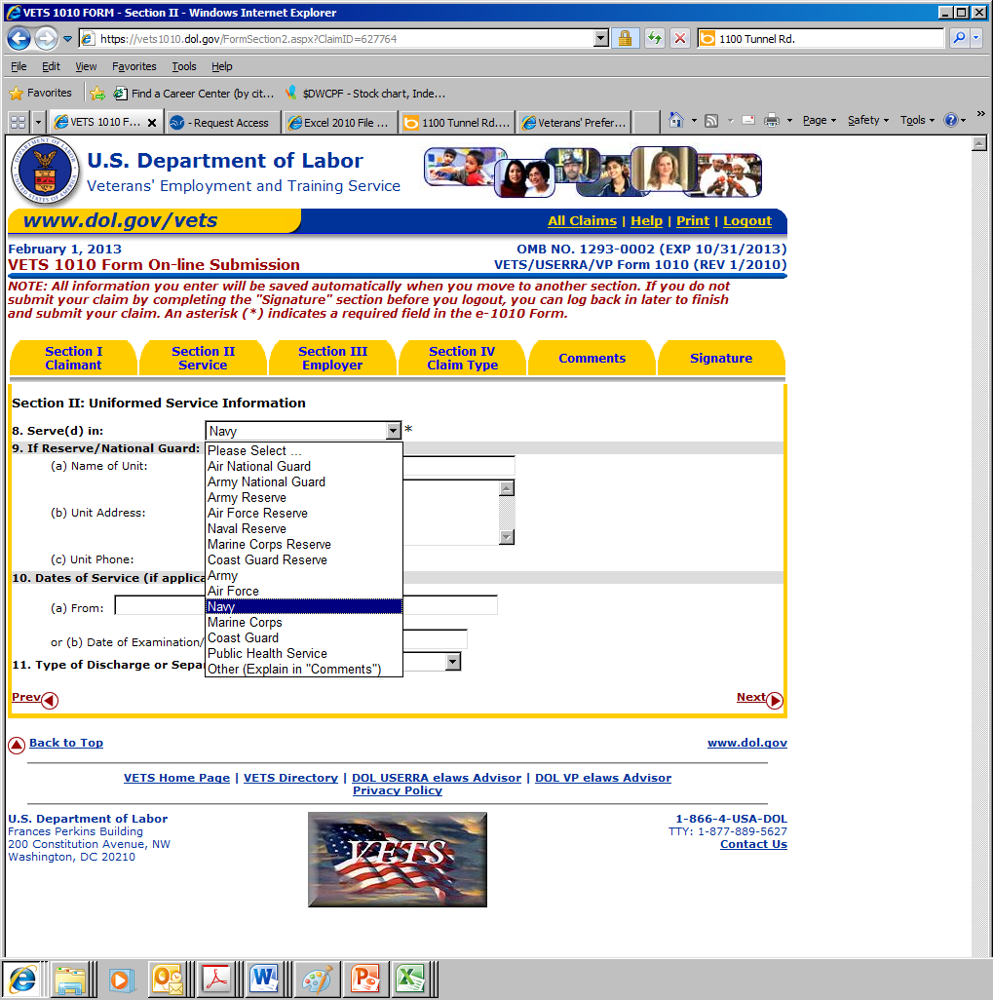 VETS 1010 FORM - Section II - Windows Internet Explorer
https://vets1010.dol.gov/FormSection2.aspx?ClaimID=627764
1100 Tunnel Rd.
File Edit View Favorites Tools Help
Favorites Find a Career Center (by cit... $DWCPF - Stock chart, Inde...
VETS 1010 F... - Request Access Excel 2010 File ... 1100 Tunnel Rd.... Veterans' Prefer... Page Safety Tools
U.S. Department of Labor
Veterans' Employment and Training Service
www.dol.gov/vets
All Claims | Help | Print | Logout
February 1, 2013 OMB NO. 1293-0002 (EXP 10/31/2013)
VETS 1010 Form On-line Submission VETS/USERRA/VP Form 1010 (REV 1/2010)
NOTE: All information you enter will be saved automatically when you move to another section. If you do not
submit your claim by completing the "Signature" section before you logout, you can log back in later to finish
and submit your claim. An asterisk (*) indicates a required field in the e-1010 Form.
Section I
Claimant
Section II
Service
Section III
Employer
Section IV
Claim Type
Comments
Signature
Section II: Uniformed Service Information
8. Serve(d) in: Navy *
9. If Reserve/National Guard:
(a) Name of Unit:
(b) Unit Address:
(c) Unit Phone:
10. Dates of Service (if applica
(a) From:
or (b) Date of Examination/
11. Type of Discharge or Sepa
Please Select ...
Air National Guard
Army National Guard
Army Reserve
Air Force Reserve
Naval Reserve
Marine Corps Reserve
Coast Guard Reserve
Army
Air Force
Navy
Marine Corps
Coast Guard
Public Health Service
Other (Explain in "Comments")
Prev Next
Back to Top www.dol.gov
VETS Home Page | VETS Directory | DOL USERRA elaws Advisor | DOL VP elaws Advisor
Privacy Policy
U.S. Department of Labor
Frances Perkins Building
200 Constitution Avenue, NW
Washington, DC 20210
VETS
1-866-4-USA-DOL
TTY: 1-877-889-5627
Contact Us